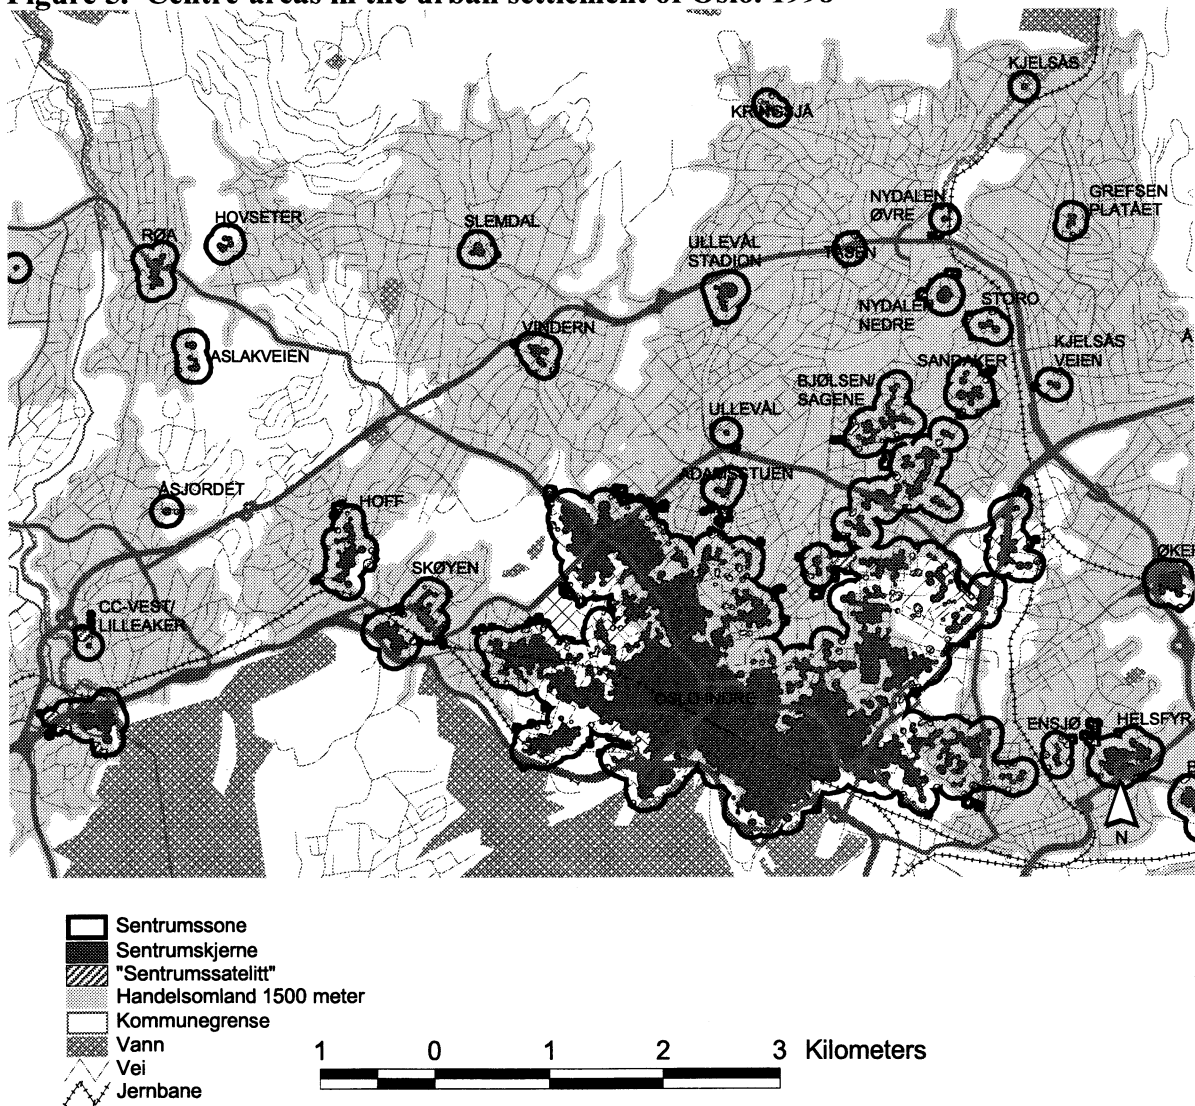 Figure 3. Centre areas in the urban settlement of Oslo. 1998
KJELSÅS
KRINGSJÅ
NYDALEN
ØVRE
GREFSEN
PLATÅET
HOVSETER
RØA
SLEMDAL
ULLEVÅL
STADION
TÅSEN
NYDALEN
NEDRE
STORO
VINDERN
ASLAKVEIEN
KJELSÅS
VEIEN
SANDAKER
BJØLSEN/
SAGENE
ULLEVÅL
ADAMSSTUEN
ÅSJORDET
HOFF
SKØYEN
ØKER
CC-VEST/
LILLEAKER
OSLO INDRE
ENSJØ
HELSFYR
N
Sentrumssone
Sentrumskjerne
"Sentrumssatelitt"
Handelsomland 1500 meter
Kommunegrense
Vann
Vei
Jernbane
1 0 1 2 3 Kilometers